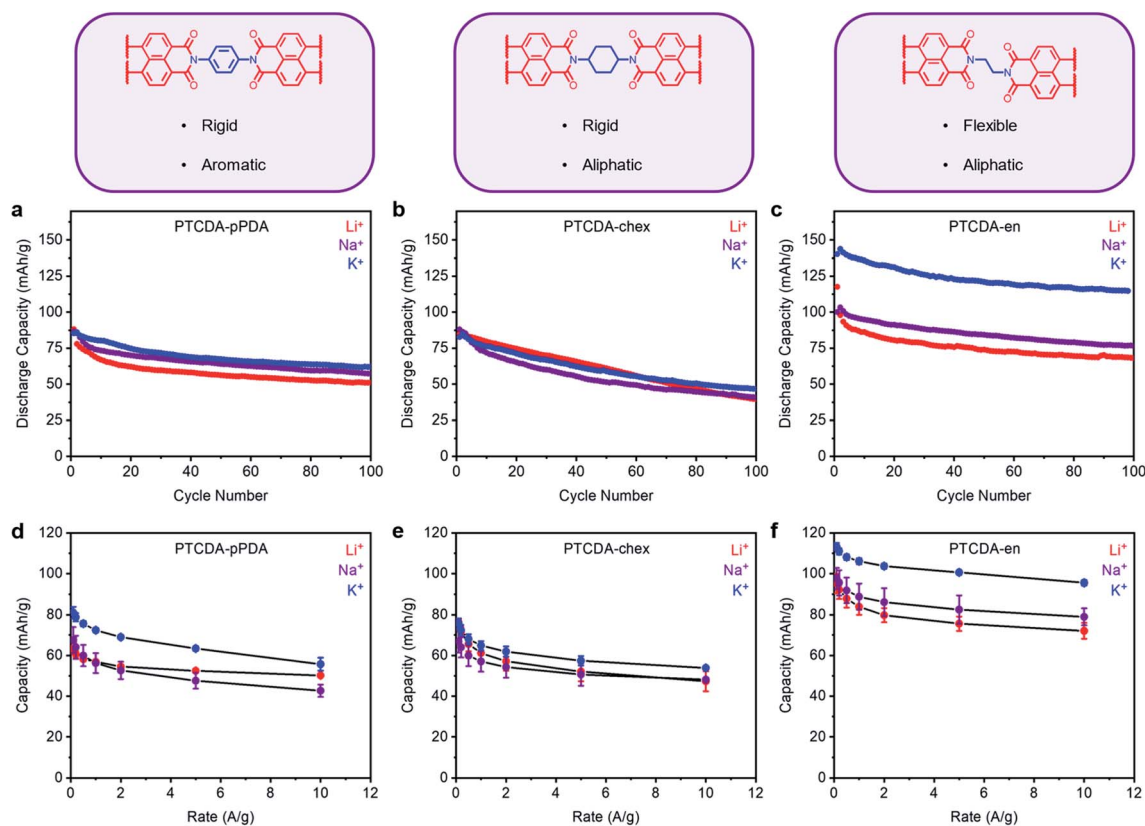 O O O O
N N
O O O O
• Rigid
• Aromatic
O O O O
N N
O O O O
• Rigid
• Aliphatic
O
N O O
O N
O
O
• Flexible
• Aliphatic
a PTCDA-pPDA Li⁺
Na⁺
K⁺
150
125
100
75
50
25
0
0 20 40 60 80 100
Discharge Capacity (mAh/g)
Cycle Number
b PTCDA-chex Li⁺
Na⁺
K⁺
150
125
100
75
50
25
0
0 20 40 60 80 100
Discharge Capacity (mAh/g)
Cycle Number
c PTCDA-en Li⁺
Na⁺
K⁺
150
125
100
75
50
25
0
0 20 40 60 80 100
Discharge Capacity (mAh/g)
Cycle Number
d PTCDA-pPDA Li⁺
Na⁺
K⁺
120
100
80
60
40
20
0
0 2 4 6 8 10 12
Capacity (mAh/g)
Rate (A/g)
e PTCDA-chex Li⁺
Na⁺
K⁺
120
100
80
60
40
20
0
0 2 4 6 8 10 12
Capacity (mAh/g)
Rate (A/g)
f PTCDA-en Li⁺
Na⁺
K⁺
120
100
80
60
40
20
0
0 2 4 6 8 10 12
Capacity (mAh/g)
Rate (A/g)